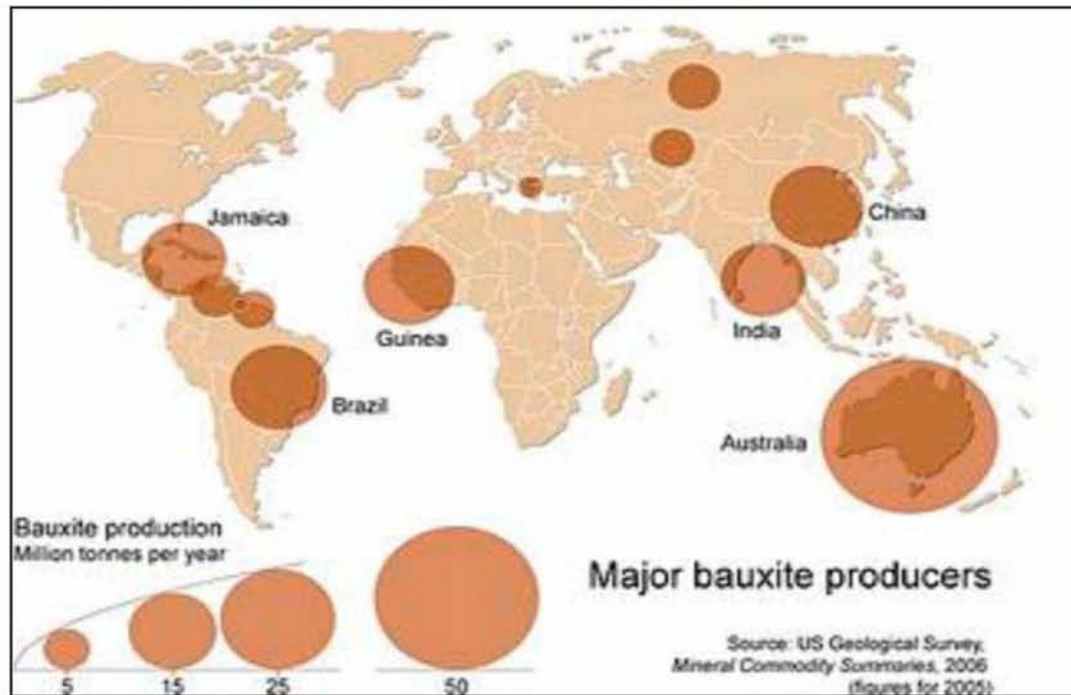 Jamaica
China
Guinea
India
Brazil
Australia
Bauxite production
Million tonnes per year
5
15
25
50
Major bauxite producers
Source: US Geological Survey,
Mineral Commodity Summaries, 2006
(figures for 2005)